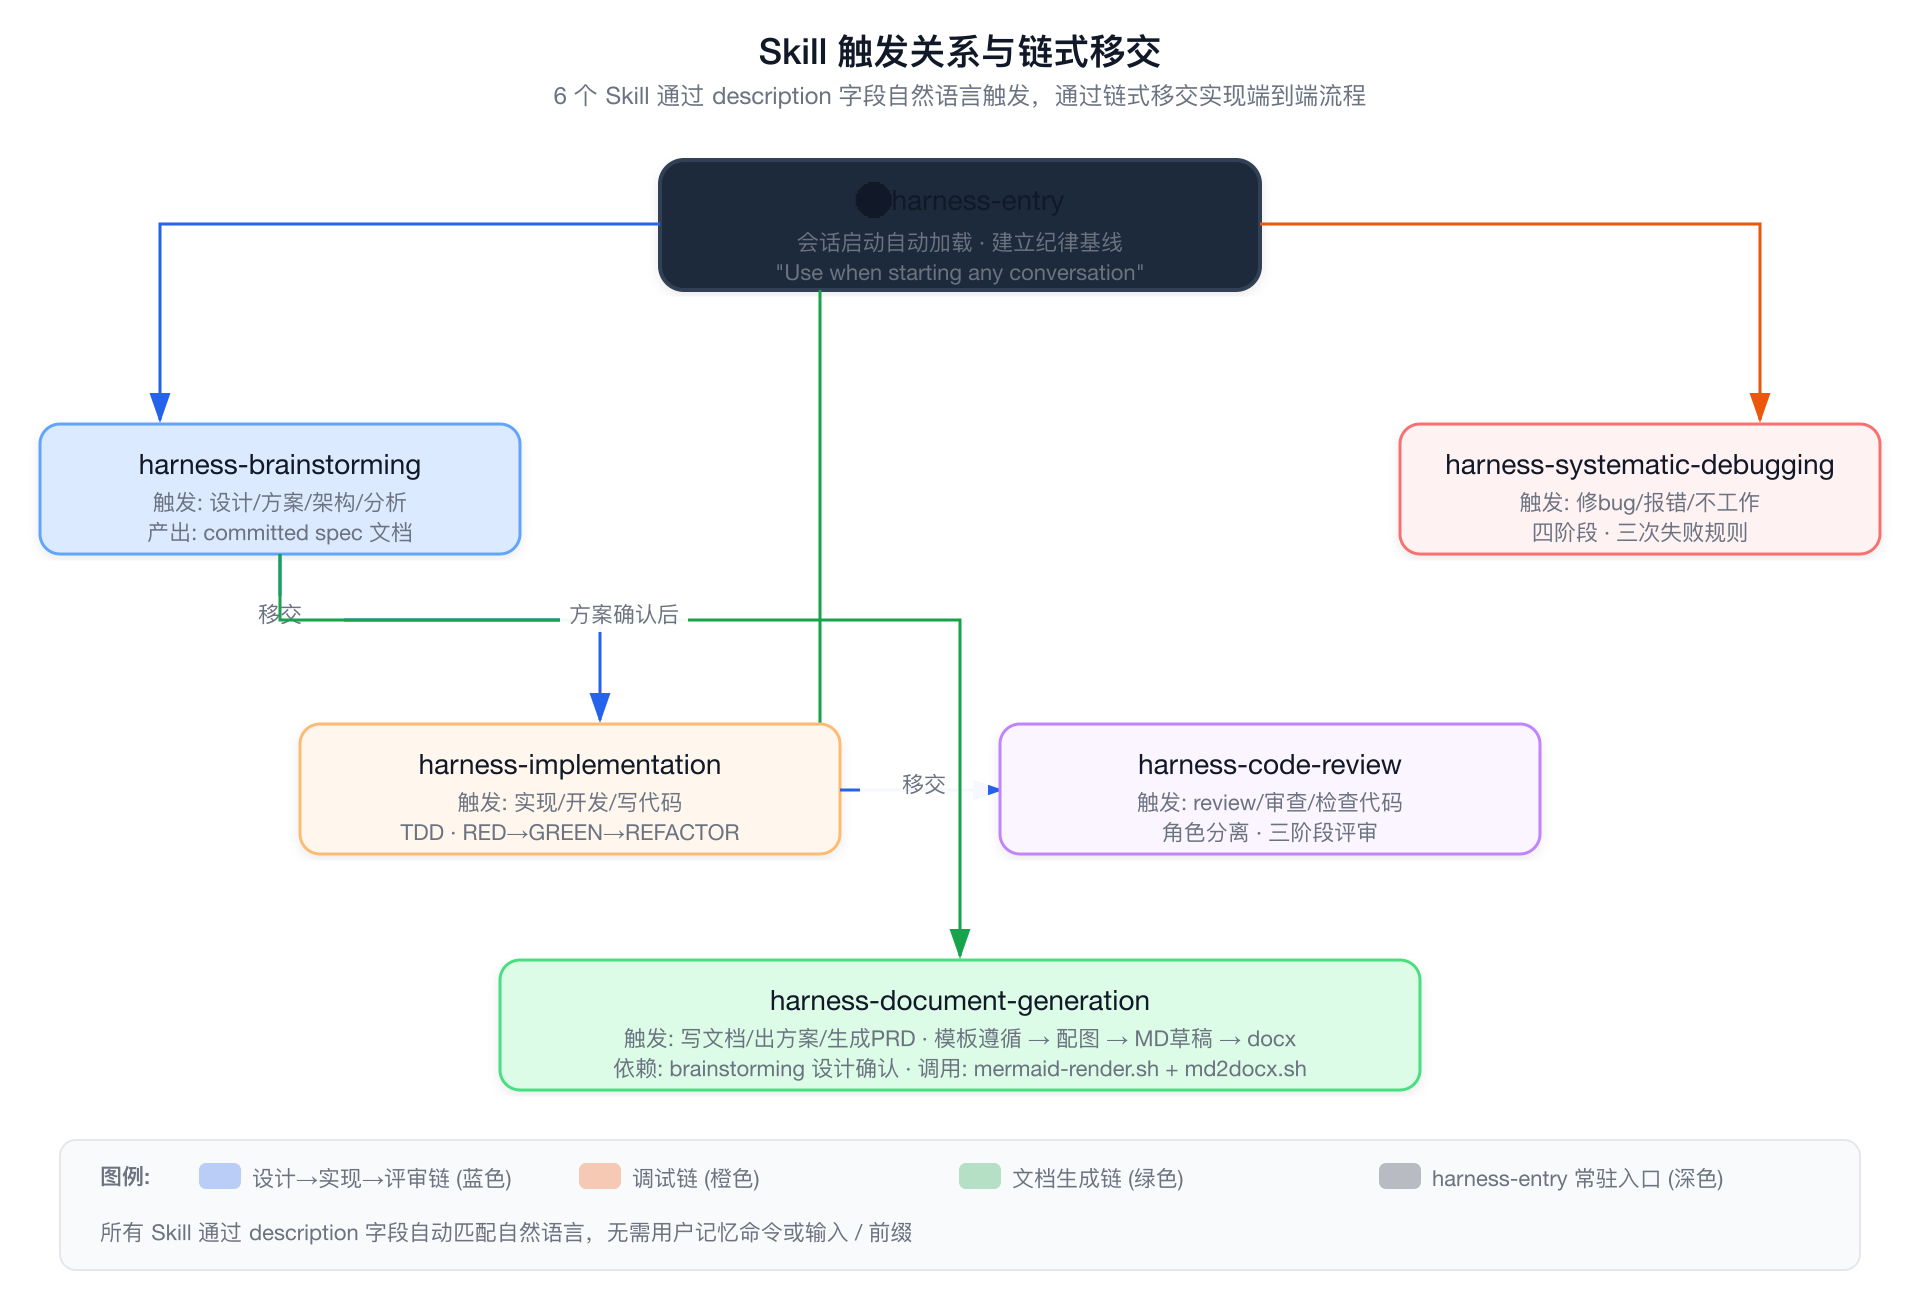 Skill 触发关系与链式移交
6 个 Skill 通过 description 字段自然语言触发，通过链式移交实现端到端流程
harness-entry
会话启动自动加载 · 建立纪律基线
"Use when starting any conversation"
harness-brainstorming
触发: 设计/方案/架构/分析
产出: committed spec 文档
harness-systematic-debugging
触发: 修bug/报错/不工作
四阶段 · 三次失败规则
移交
方案确认后
harness-implementation
触发: 实现/开发/写代码
TDD · RED→GREEN→REFACTOR
移交
harness-code-review
触发: review/审查/检查代码
角色分离 · 三阶段评审
harness-document-generation
触发: 写文档/出方案/生成PRD · 模板遵循 → 配图 → MD草稿 → docx
依赖: brainstorming 设计确认 · 调用: mermaid-render.sh + md2docx.sh
图例:
设计→实现→评审链 (蓝色)
调试链 (橙色)
文档生成链 (绿色)
harness-entry 常驻入口 (深色)
所有 Skill 通过 description 字段自动匹配自然语言，无需用户记忆命令或输入 / 前缀